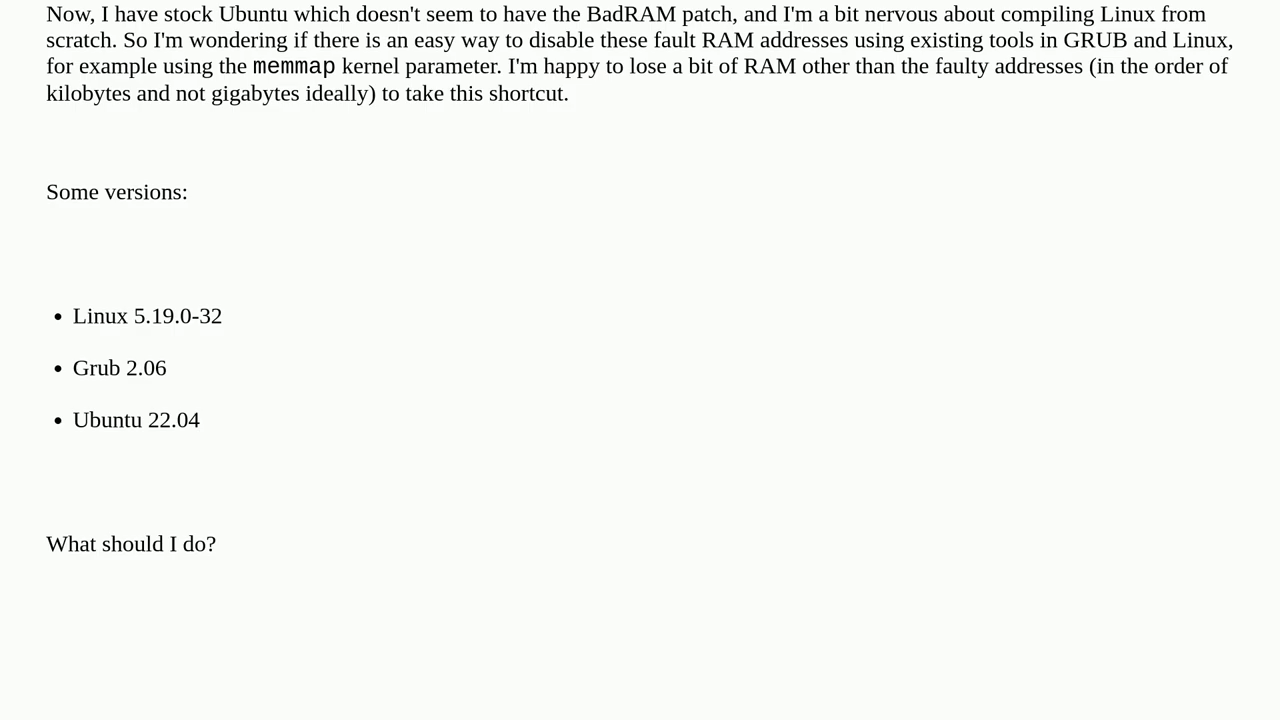 Now, I have stock Ubuntu which doesn't seem to have the BadRAM patch, and I'm a bit nervous about compiling Linux from
scratch. So I'm wondering if there is an easy way to disable these fault RAM addresses using existing tools in GRUB and Linux,
for example using the memmap kernel parameter. I'm happy to lose a bit of RAM other than the faulty addresses (in the order of
kilobytes and not gigabytes ideally) to take this shortcut.
Some versions:
• Linux 5.19.0-32
• Grub 2.06
• Ubuntu 22.04
What should I do?